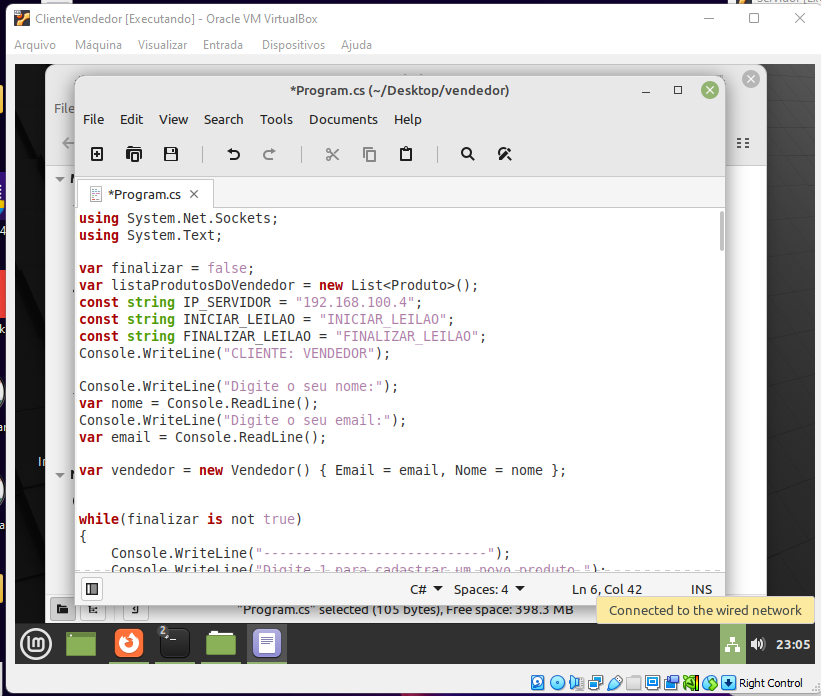 ClienteVendedor [Executando] - Oracle VM VirtualBox
Arquivo Máquina Visualizar Entrada Dispositivos Ajuda
*Program.cs (~/Desktop/vendedor)
File
File Edit View Search Tools Documents Help
*Program.cs
using System.Net.Sockets;
using System.Text;
var finalizar = false;
var listaProdutosDoVendedor = new List<Produto>();
const string IP_SERVIDOR = "192.168.100.4";
const string INICIAR_LEILAO = "INICIAR_LEILAO";
const string FINALIZAR_LEILAO = "FINALIZAR_LEILAO";
Console.WriteLine("CLIENTE: VENDEDOR");
Console.WriteLine("Digite o seu nome:");
var nome = Console.ReadLine();
Console.WriteLine("Digite o seu email:");
var email = Console.ReadLine();
var vendedor = new Vendedor() { Email = email, Nome = nome };
while(finalizar is not true)
{
Console.WriteLine("----------------------------");
Console.WriteLine("Digite 1 para cadastrar um novo produto.");
C# Spaces: 4 Ln 6, Col 42 INS
"Program.cs" selected (105 bytes), Free space: 398.3 MB
Connected to the wired network
2
23:05
Right Control